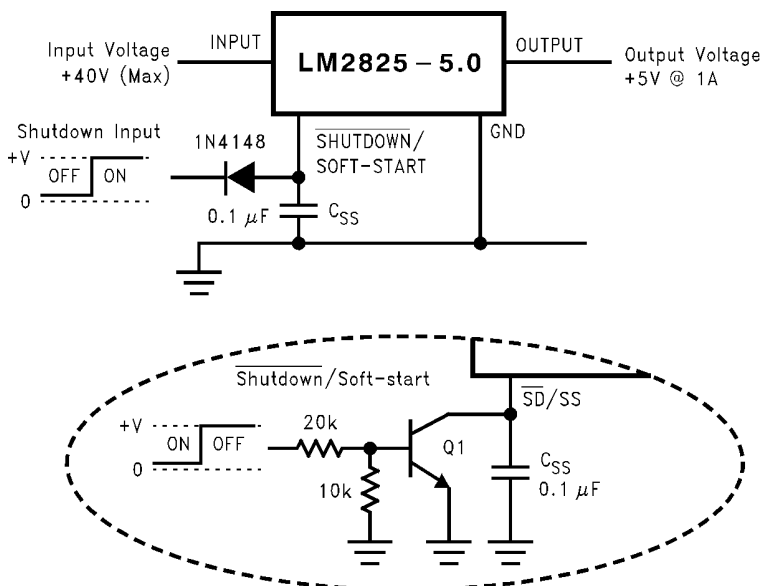 INPUT
LM2825 – 5.0
OUTPUT
Input Voltage
+40V (Max)
Output Voltage
+5V @ 1A
Shutdown Input
1N4148
SHUTDOWN/
SOFT-START
GND
+V
OFF
ON
0
0.1 μF
CSS
Shutdown/Soft-start
SD/SS
+V
ON
OFF
0
20k
Q1
10k
CSS
0.1 μF